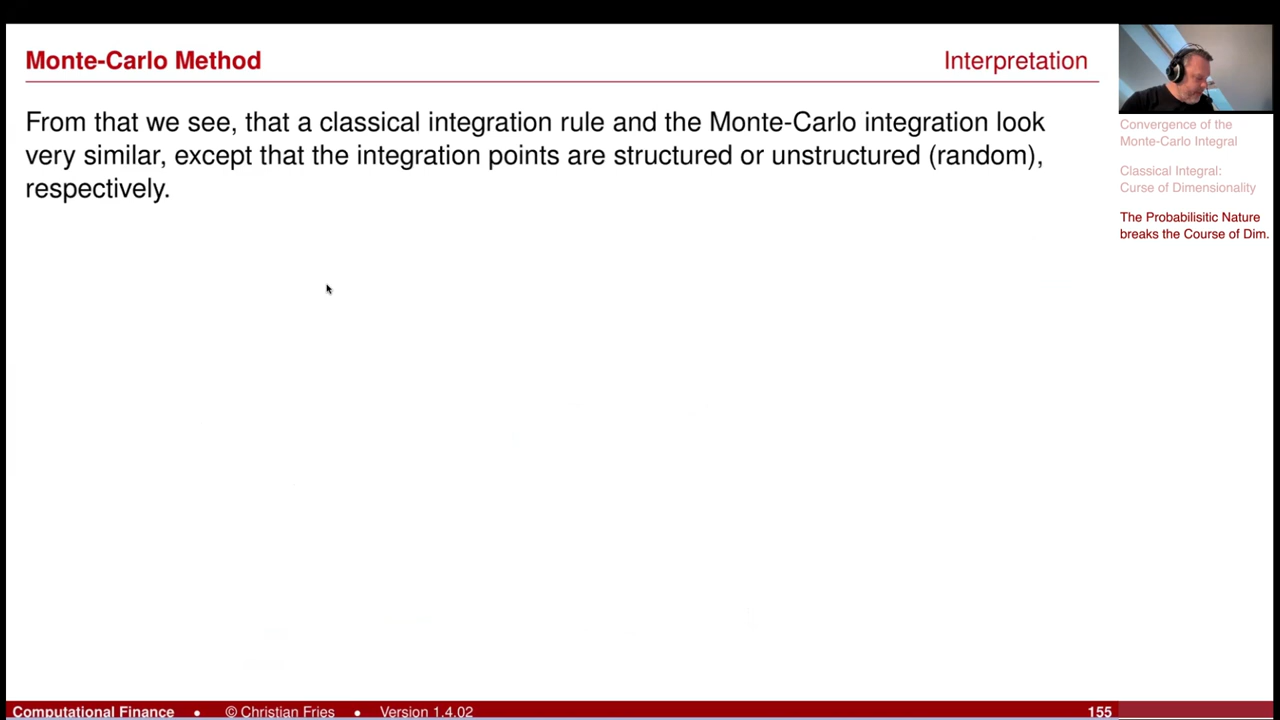 Monte-Carlo Method
Interpretation
From that we see, that a classical integration rule and the Monte-Carlo integration look
very similar, except that the integration points are structured or unstructured (random),
respectively.
Convergence of the
Monte-Carlo Integral
Classical Integral:
Curse of Dimensionality
The Probabilisitic Nature
breaks the Course of Dim.
Computational Finance • © Christian Fries • Version 1.4.02
155